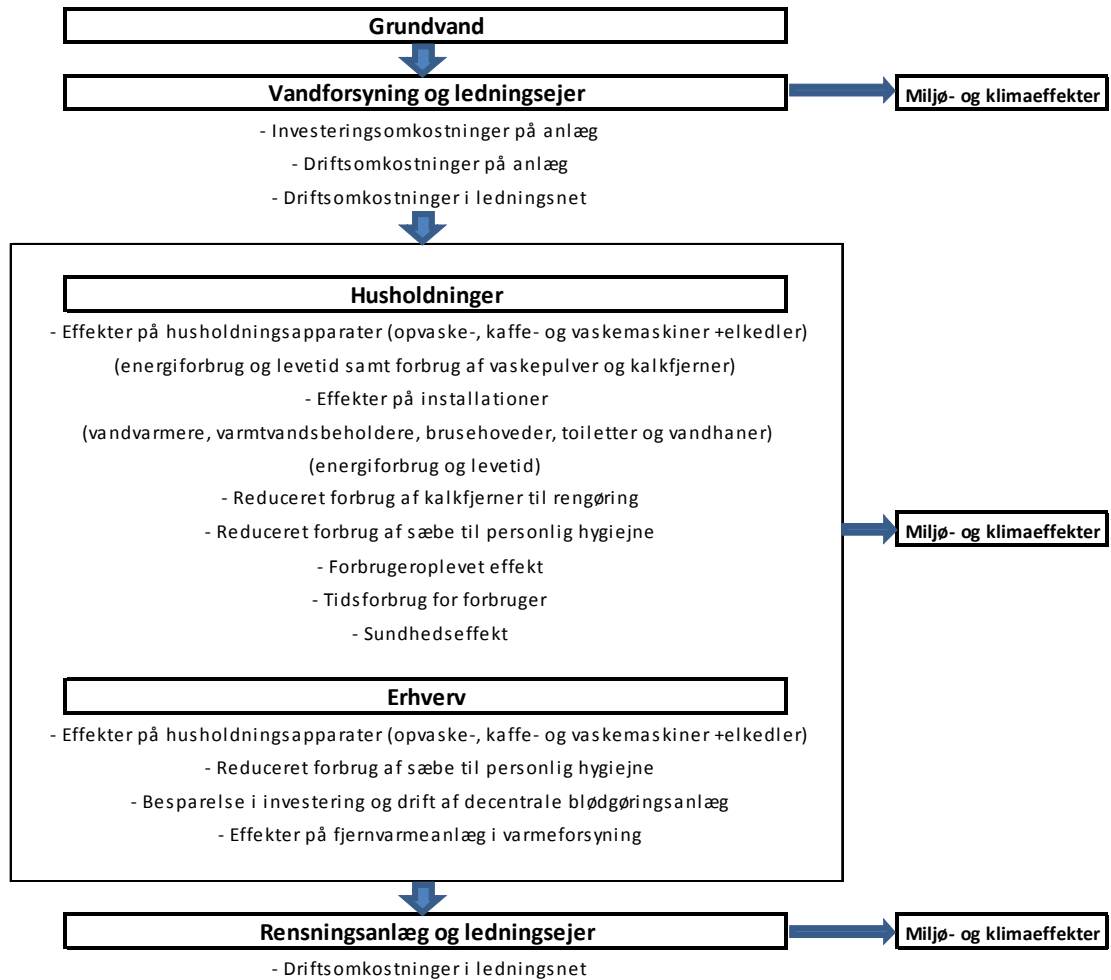 Grundvand
Vandforsyning og ledningsejer
Miljø- og klimaeffekter
- Investeringsomkostninger på anlæg
- Driftsomkostninger på anlæg
- Driftsomkostninger i ledningsnet
Husholdninger
- Effekter på husholdningsapparater (opvaske-, kaffe- og vaskemaskiner +elkedler)
(energiforbrug og levetid samt forbrug af vaskepulver og kalkfjerner)
- Effekter på installationer
(vandvarmere, varmtvandsbeholdere, brusehoveder, toiletter og vandhaner)
(energiforbrug og levetid)
- Reduceret forbrug af kalkfjerner til rengøring
- Reduceret forbrug af sæbe til personlig hygiejne
Miljø- og klimaeffekter
- Forbrugeroplevet effekt
- Tidsforbrug for forbruger
- Sundhedseffekt
Erhverv
- Effekter på husholdningsapparater (opvaske-, kaffe- og vaskemaskiner +elkedler)
- Reduceret forbrug af sæbe til personlig hygiejne
- Besparelse i investering og drift af decentrale blødgøringsanlæg
- Effekter på fjernvarmeanlæg i varmeforsyning
Rensningsanlæg og ledningsejer
Miljø- og klimaeffekter
- Driftsomkostninger i ledningsnet